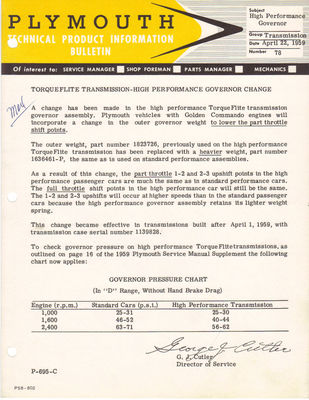 PLYMOUTH
TECHNICAL PRODUCT INFORMATION
BULLETIN
Subject
High Performance
Governor
Group Transmission
Date April 22, 1959
Number 78
Of interest to: SERVICE MANAGER SHOP FOREMAN PARTS MANAGER MECHANICS
TORQUEFLITE TRANSMISSION-HIGH PERFORMANCE GOVERNOR CHANGE
A change has been made in the high performance TorqueFlite transmission
governor assembly. Plymouth vehicles with Golden Commando engines will
incorporate a change in the outer governor weight to lower the part throttle
shift points.
The outer weight, part number 1823726, previously used on the high performance
TorqueFlite transmission has been replaced with a heavier weight, part number
1636461-P, the same as is used on standard performance assemblies.
As a result of this change, the part throttle 1-2 and 2-3 upshift points in the high
performance passenger cars are much the same as in standard performance cars.
The full throttle shift points in the high performance car will still be the same.
The 1-2 and 2-3 upshifts will occur at higher speeds than in the standard passenger
cars because the high performance governor assembly retains its lighter weight
spring.
This change became effective in transmissions built after April 1, 1959, with
transmission case serial number 1139828.
To check governor pressure on high performance TorqueFlite transmissions, as
outlined on page 16 of the 1959 Plymouth Service Manual Supplement the following
chart now applies:
GOVERNOR PRESSURE CHART
(In "D" Range, Without Hand Brake Drag)
Engine (r.p.m.) Standard Cars (p.s.i.) High Performance Transmission
1,000 25-31 25-30
1,600 46-52 40-44
2,400 63-71 56-62
George J. Cutler
G. J. Cutler
Director of Service
P-695-C
PSB-802